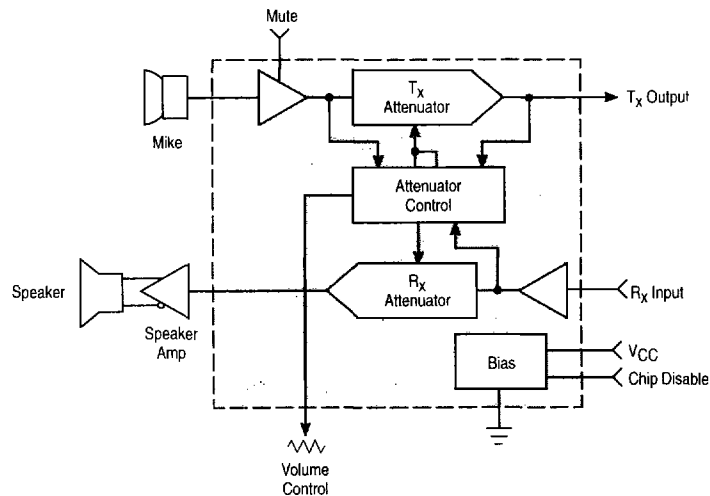 Mute
Mike
Tx
Attenuator
Tx Output
Attenuator
Control
Speaker
Speaker
Amp
Rx
Attenuator
Rx Input
Bias
VCC
Chip Disable
Volume
Control